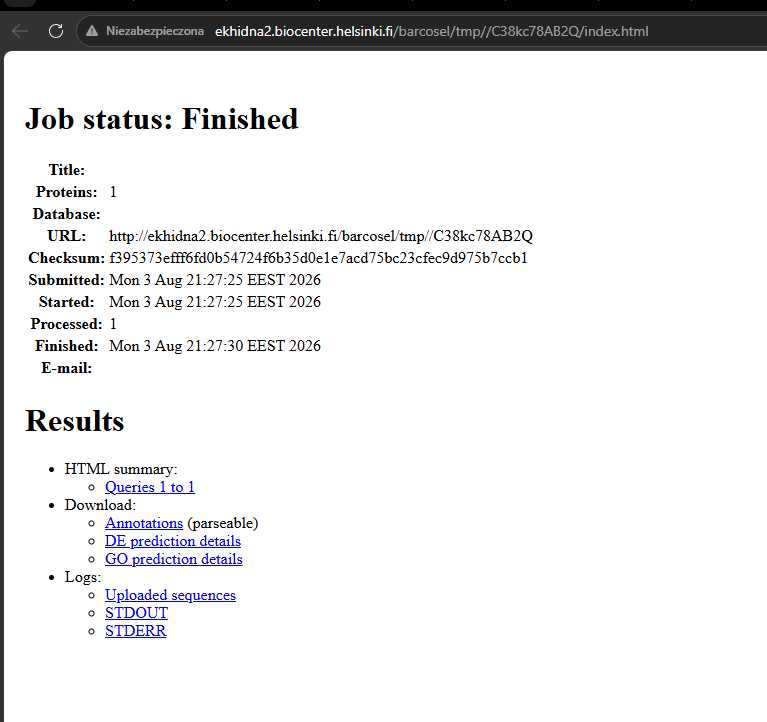 Niezabezpieczona ekhidna2.biocenter.helsinki.fi/barcosel/tmp//C38kc78AB2Q/index.html
Job status: Finished
Title:
Proteins: 1
Database:
URL: http://ekhidna2.biocenter.helsinki.fi/barcosel/tmp//C38kc78AB2Q
Checksum: f395373efff6fd0b54724f6b35d0e1e7acd75bc23cfec9d975b7ccb1
Submitted: Mon 3 Aug 21:27:25 EEST 2026
Started: Mon 3 Aug 21:27:25 EEST 2026
Processed: 1
Finished: Mon 3 Aug 21:27:30 EEST 2026
E-mail:
Results
HTML summary:
Queries 1 to 1
Download:
Annotations (parseable)
DE prediction details
GO prediction details
Logs:
Uploaded sequences
STDOUT
STDERR